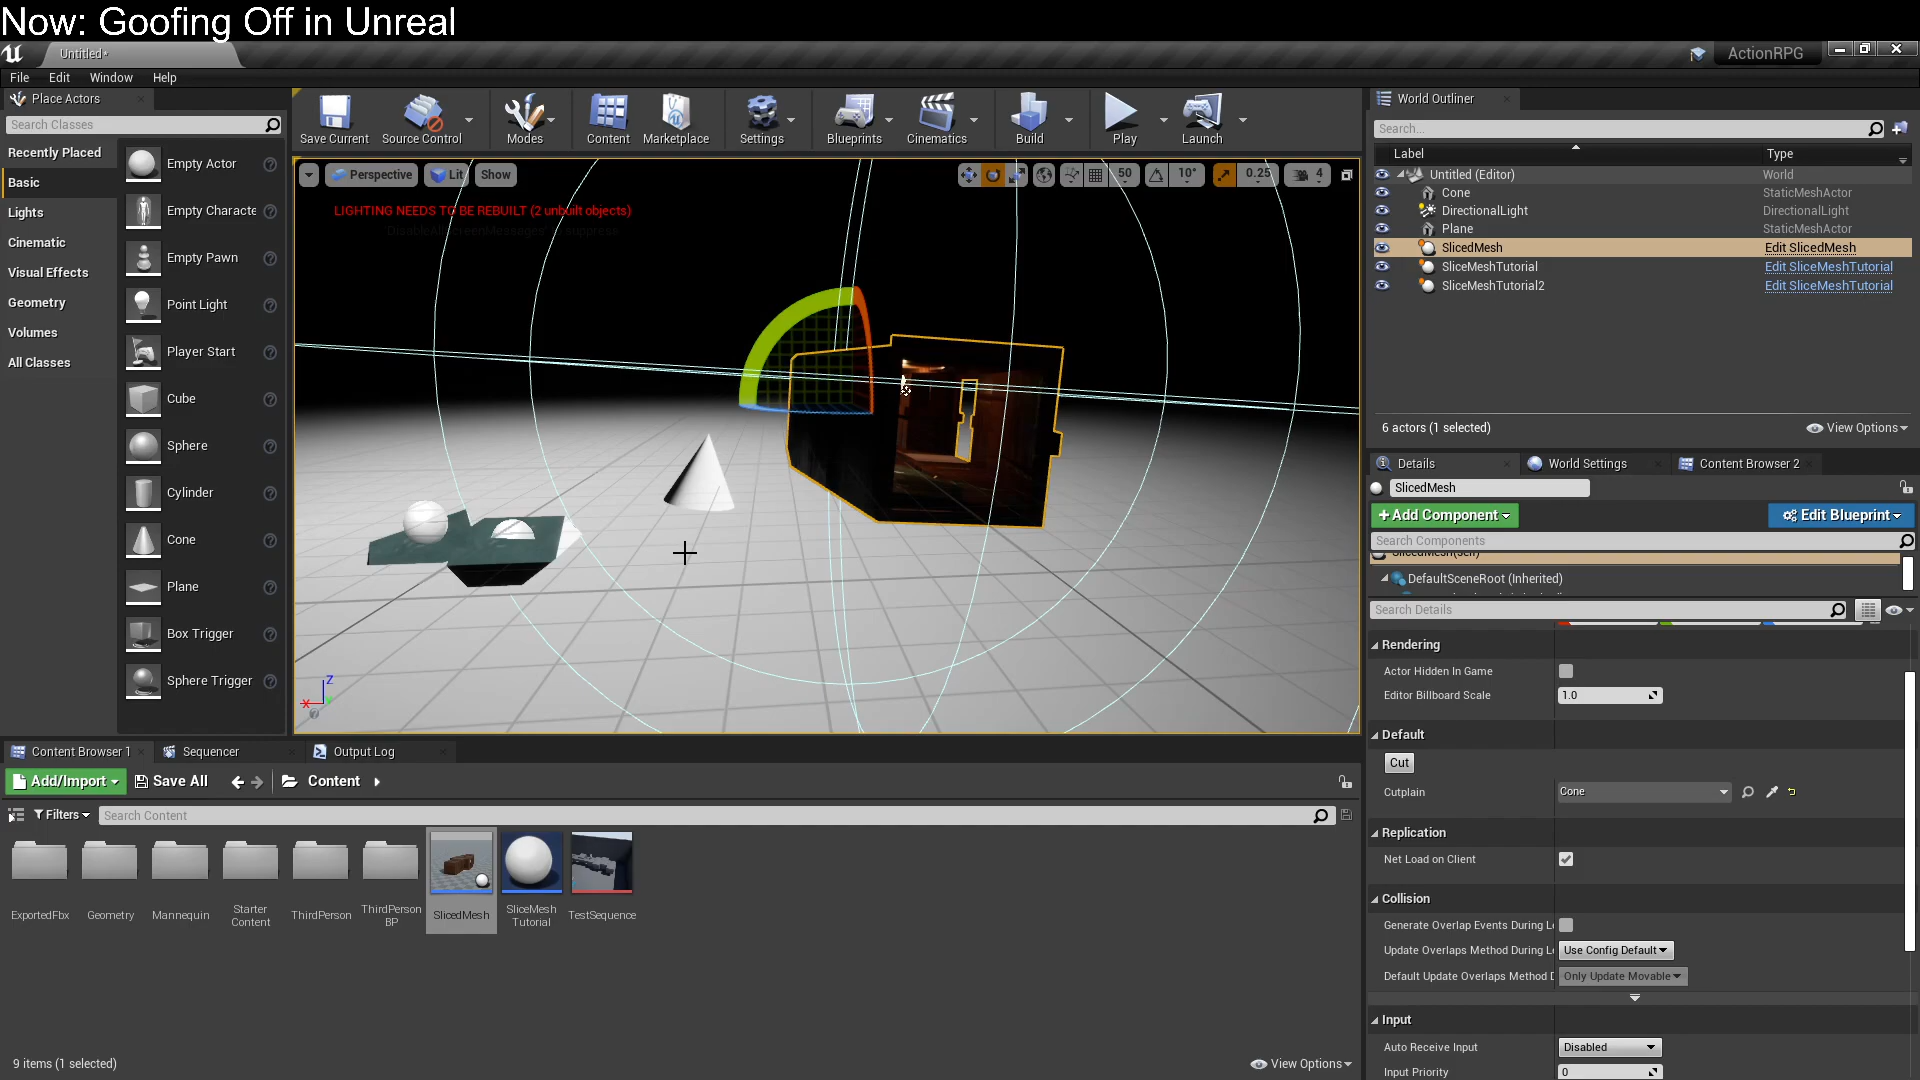 Now: Goofing Off in Unreal
Untitled*
ActionRPG
File Edit Window Help
Place Actors
Search Classes
Recently Placed
Basic
Lights
Cinematic
Visual Effects
Geometry
Volumes
All Classes
Empty Actor
Empty Characte
Empty Pawn
Point Light
Player Start
Cube
Sphere
Cylinder
Cone
Plane
Box Trigger
Sphere Trigger
Save Current
Source Control
Modes
Content
Marketplace
Settings
Blueprints
Cinematics
Build
Play
Launch
Perspective Lit Show
50 10° 0.25 4
LIGHTING NEEDS TO BE REBUILT (2 unbuilt objects)
'DisableAllScreenMessages' to suppress
Z
X
World Outliner
Search...
Label Type
Untitled (Editor) World
Cone StaticMeshActor
DirectionalLight DirectionalLight
Plane StaticMeshActor
SlicedMesh Edit SlicedMesh
SliceMeshTutorial Edit SliceMeshTutorial
SliceMeshTutorial2 Edit SliceMeshTutorial
6 actors (1 selected) View Options
Details World Settings Content Browser 2
SlicedMesh
+Add Component Edit Blueprint
Search Components
SlicedMesh(self)
DefaultSceneRoot (Inherited)
Search Details
Rendering
Actor Hidden In Game
Editor Billboard Scale 1.0
Default
Cut
Cutplain Cone
Replication
Net Load on Client
Collision
Generate Overlap Events During L
Update Overlaps Method During L Use Config Default
Default Update Overlaps Method D Only Update Movable
Input
Auto Receive Input Disabled
Input Priority 0
Content Browser 1 Sequencer Output Log
Add/Import Save All Content
Filters Search Content
ExportedFbx
Geometry
Mannequin
Starter
Content
ThirdPerson
ThirdPerson
BP
SlicedMesh
SliceMesh
Tutorial
TestSequence
9 items (1 selected) View Options